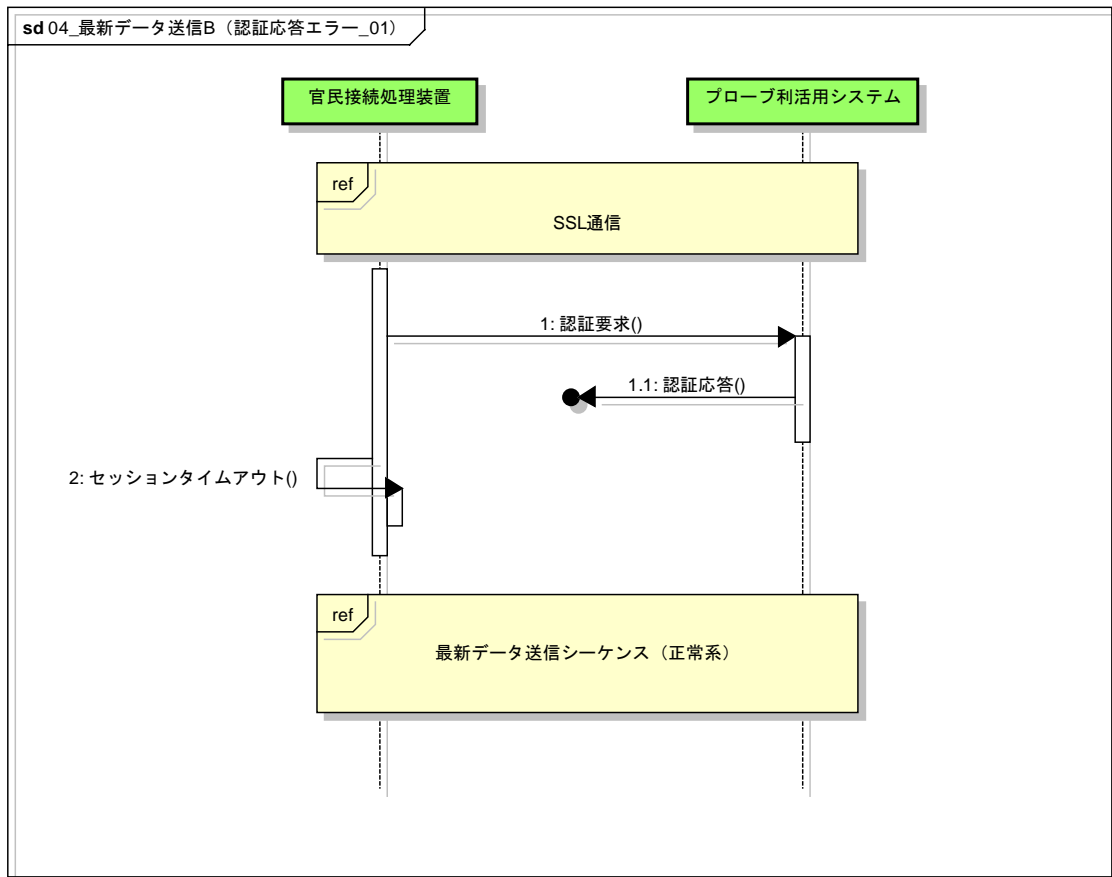 sd 04_最新データ送信B（認証応答エラー_01）
官民接続処理装置
プローブ利活用システム
ref
SSL通信
1: 認証要求()
1.1: 認証応答()
2: セッションタイムアウト()
ref
最新データ送信シーケンス（正常系）